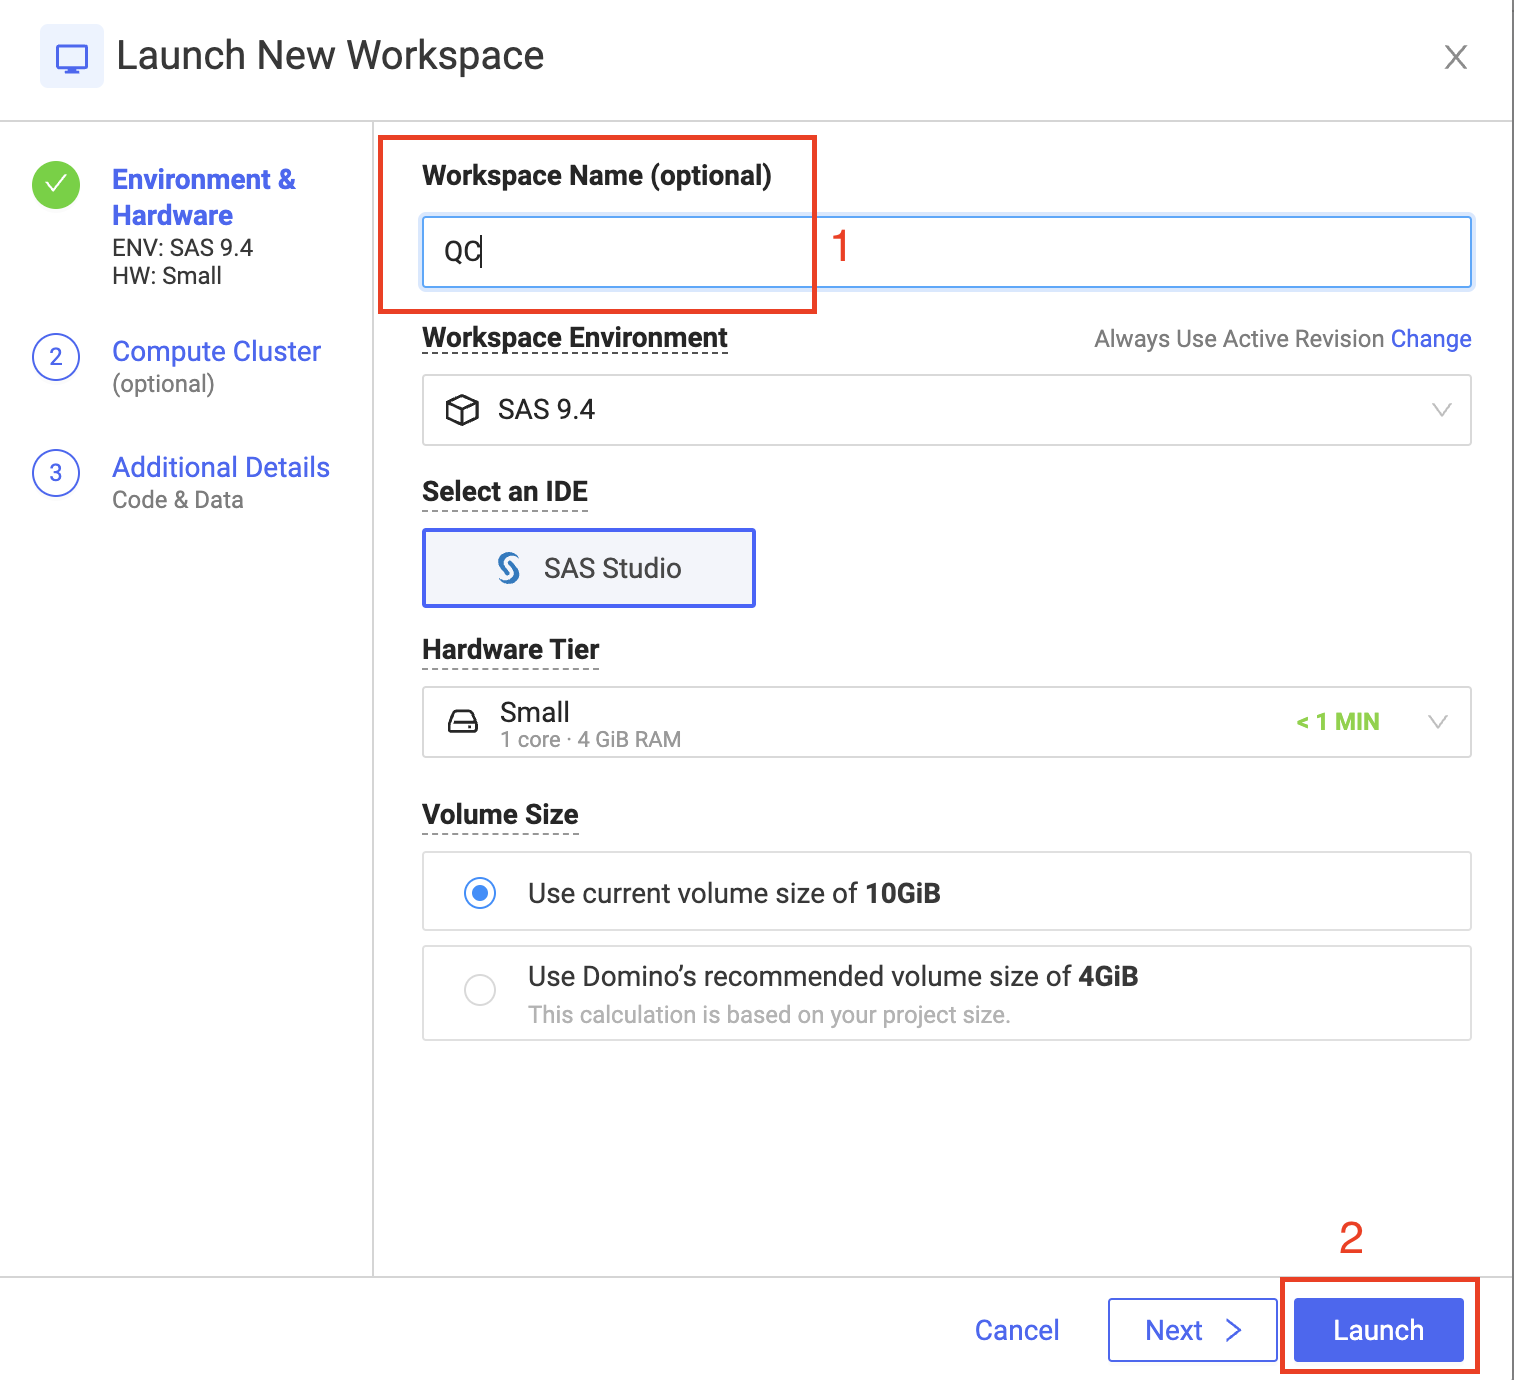 Launch New Workspace
Environment &
Hardware
ENV: SAS 9.4
HW: Small
2
Compute Cluster
(optional)
3
Additional Details
Code & Data
Workspace Name (optional)
QC
1
Workspace Environment
Always Use Active Revision Change
SAS 9.4
Select an IDE
SAS Studio
Hardware Tier
Small
1 core · 4 GiB RAM
< 1 MIN
Volume Size
Use current volume size of 10GiB
Use Domino’s recommended volume size of 4GiB
This calculation is based on your project size.
2
Cancel
Next
Launch